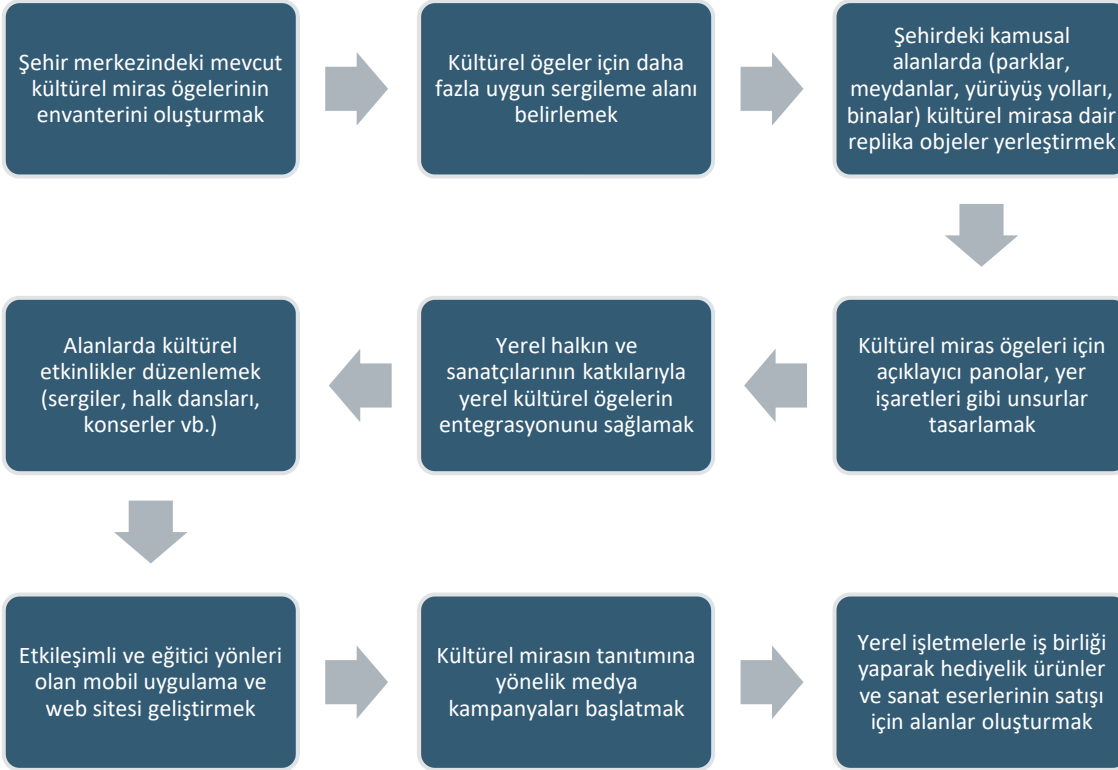 Şehir merkezindeki mevcut
kültürel miras ögelerinin
envanterini oluşturmak
Kültürel ögeler için daha
fazla uygun sergileme alanı
belirlemek
Şehirdeki kamusal
alanlarda (parklar,
meydanlar, yürüyüş yolları,
binalar) kültürel mirasa dair
replika objeler yerleştirmek
Kültürel miras ögeleri için
açıklayıcı panolar, yer
işaretleri gibi unsurlar
tasarlamak
Yerel halkın ve
sanatçılarının katkılarıyla
yerel kültürel ögelerin
entegrasyonunu sağlamak
Alanlarda kültürel
etkinlikler düzenlemek
(sergiler, halk dansları,
konserler vb.)
Etkileşimli ve eğitici yönleri
olan mobil uygulama ve
web sitesi geliştirmek
Kültürel mirasın tanıtımına
yönelik medya
kampanyaları başlatmak
Yerel işletmelerle iş birliği
yaparak hediyelik ürünler
ve sanat eserlerinin satışı
için alanlar oluşturmak